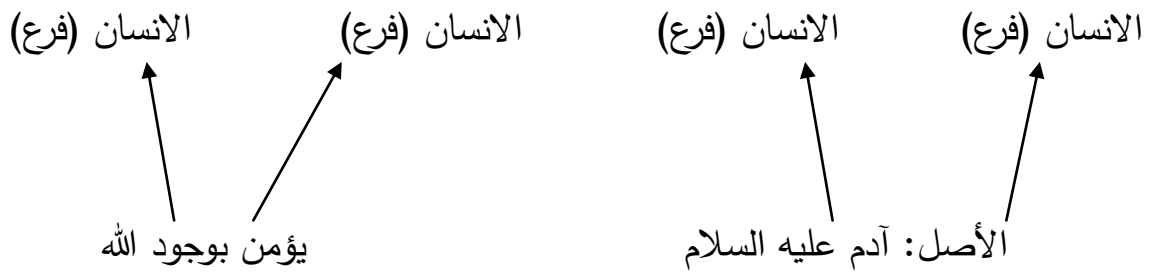 الانسان (فرع) الانسان (فرع) الانسان (فرع) الانسان (فرع)
الأصل: آدم عليه السلام يؤمن بوجود الله